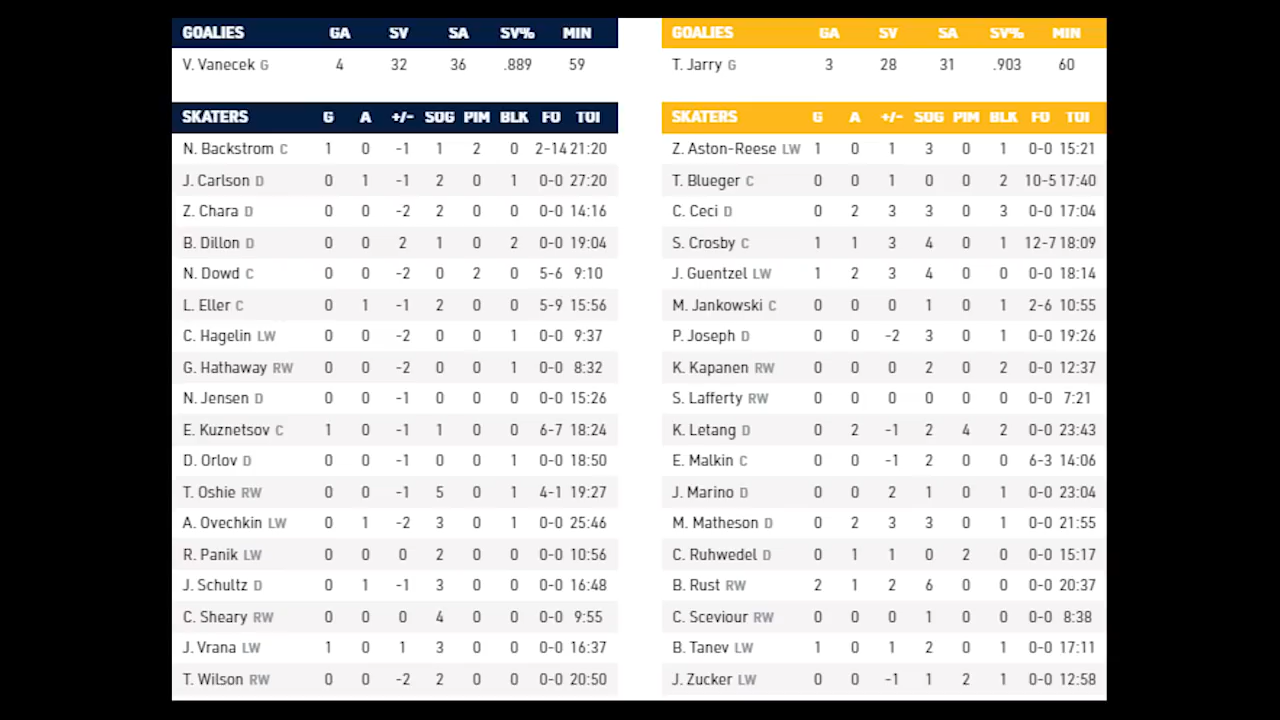 GOALIES GA SV SA SV% MIN
V. Vanecek G 4 32 36 .889 59
SKATERS G A +/- SOG PIM BLK FO TOI
N. Backstrom C 1 0 -1 1 2 0 2-14 21:20
J. Carlson D 0 1 -1 2 0 1 0-0 27:20
Z. Chara D 0 0 -2 2 0 0 0-0 14:16
B. Dillon D 0 0 2 1 0 2 0-0 19:04
N. Dowd C 0 0 -2 0 2 0 5-6 9:10
L. Eller C 0 1 -1 2 0 0 5-9 15:56
C. Hagelin LW 0 0 -2 0 0 1 0-0 9:37
G. Hathaway RW 0 0 -2 0 0 1 0-0 8:32
N. Jensen D 0 0 -1 0 0 0 0-0 15:26
E. Kuznetsov C 1 0 -1 1 0 0 6-7 18:24
D. Orlov D 0 0 -1 0 0 1 0-0 18:50
T. Oshie RW 0 0 -1 5 0 1 4-1 19:27
A. Ovechkin LW 0 1 -2 3 0 1 0-0 25:46
R. Panik LW 0 0 0 2 0 0 0-0 10:56
J. Schultz D 0 1 -1 3 0 0 0-0 16:48
C. Sheary RW 0 0 0 4 0 0 0-0 9:55
J. Vrana LW 1 0 1 3 0 0 0-0 16:37
T. Wilson RW 0 0 -2 2 0 0 0-0 20:50
GOALIES GA SV SA SV% MIN
T. Jarry G 3 28 31 .903 60
SKATERS G A +/- SOG PIM BLK FO TOI
Z. Aston-Reese LW 1 0 1 3 0 1 0-0 15:21
T. Blueger C 0 0 1 0 0 2 10-5 17:40
C. Ceci D 0 2 3 3 0 3 0-0 17:04
S. Crosby C 1 1 3 4 0 1 12-7 18:09
J. Guentzel LW 1 2 3 4 0 0 0-0 18:14
M. Jankowski C 0 0 0 1 0 1 2-6 10:55
P. Joseph D 0 0 -2 3 0 1 0-0 19:26
K. Kapanen RW 0 0 0 2 0 2 0-0 12:37
S. Lafferty RW 0 0 0 0 0 0 0-0 7:21
K. Letang D 0 2 -1 2 4 2 0-0 23:43
E. Malkin C 0 0 -1 2 0 0 6-3 14:06
J. Marino D 0 0 2 1 0 1 0-0 23:04
M. Matheson D 0 2 3 3 0 1 0-0 21:55
C. Ruhwedel D 0 1 1 0 2 0 0-0 15:17
B. Rust RW 2 1 2 6 0 0 0-0 20:37
C. Sceviour RW 0 0 0 1 0 0 0-0 8:38
B. Tanev LW 1 0 1 2 0 1 0-0 17:11
J. Zucker LW 0 0 -1 1 2 1 0-0 12:58